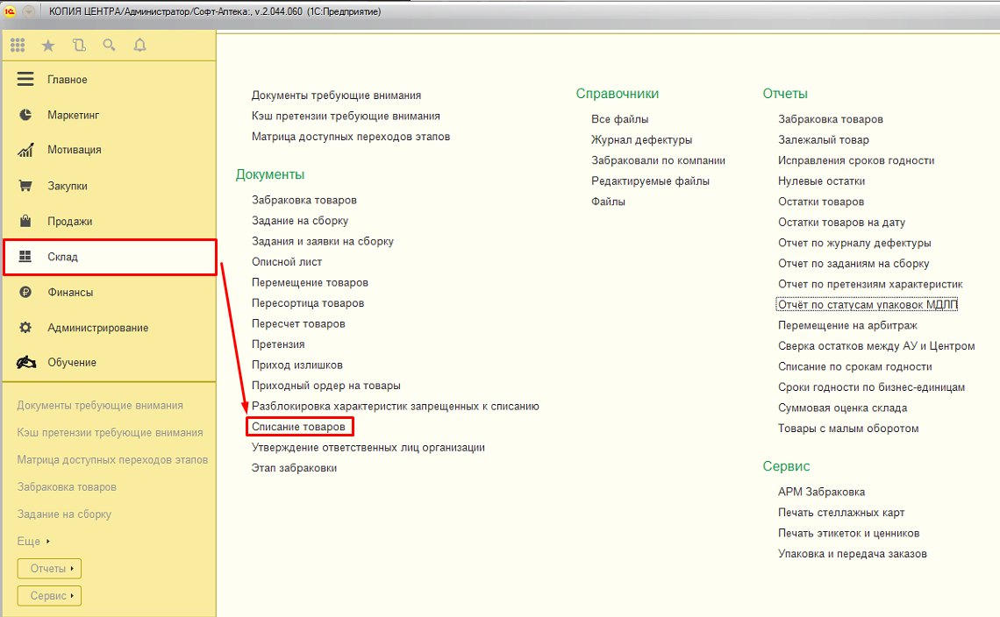 КОПИЯ ЦЕНТРА/Администратор/Софт-Аптека:, v.2.044.060 (1С:Предприятие)
Главное
Маркетинг
Мотивация
Закупки
Продажи
Склад
Финансы
Администрирование
Обучение
Документы требующие внимания
Кэш претензии требующие внимания
Матрица доступных переходов этапов
Забраковка товаров
Задание на сборку
Еще
Отчеты
Сервис
Документы требующие внимания
Кэш претензии требующие внимания
Матрица доступных переходов этапов
Документы
Забраковка товаров
Задание на сборку
Задания и заявки на сборку
Описной лист
Перемещение товаров
Пересортица товаров
Пересчет товаров
Претензия
Приход излишков
Приходный ордер на товары
Разблокировка характеристик запрещенных к списанию
Списание товаров
Утверждение ответственных лиц организации
Этап забраковки
Справочники
Все файлы
Журнал дефектуры
Забраковали по компании
Редактируемые файлы
Файлы
Отчеты
Забраковка товаров
Залежалый товар
Исправления сроков годности
Нулевые остатки
Остатки товаров
Остатки товаров на дату
Отчет по журналу дефектуры
Отчет по заданиям на сборку
Отчет по претензиям характеристик
Отчёт по статусам упаковок МДЛП
Перемещение на арбитраж
Сверка остатков между АУ и Центром
Списание по срокам годности
Сроки годности по бизнес-единицам
Суммовая оценка склада
Товары с малым оборотом
Сервис
АРМ Забраковка
Печать стеллажных карт
Печать этикеток и ценников
Упаковка и передача заказов